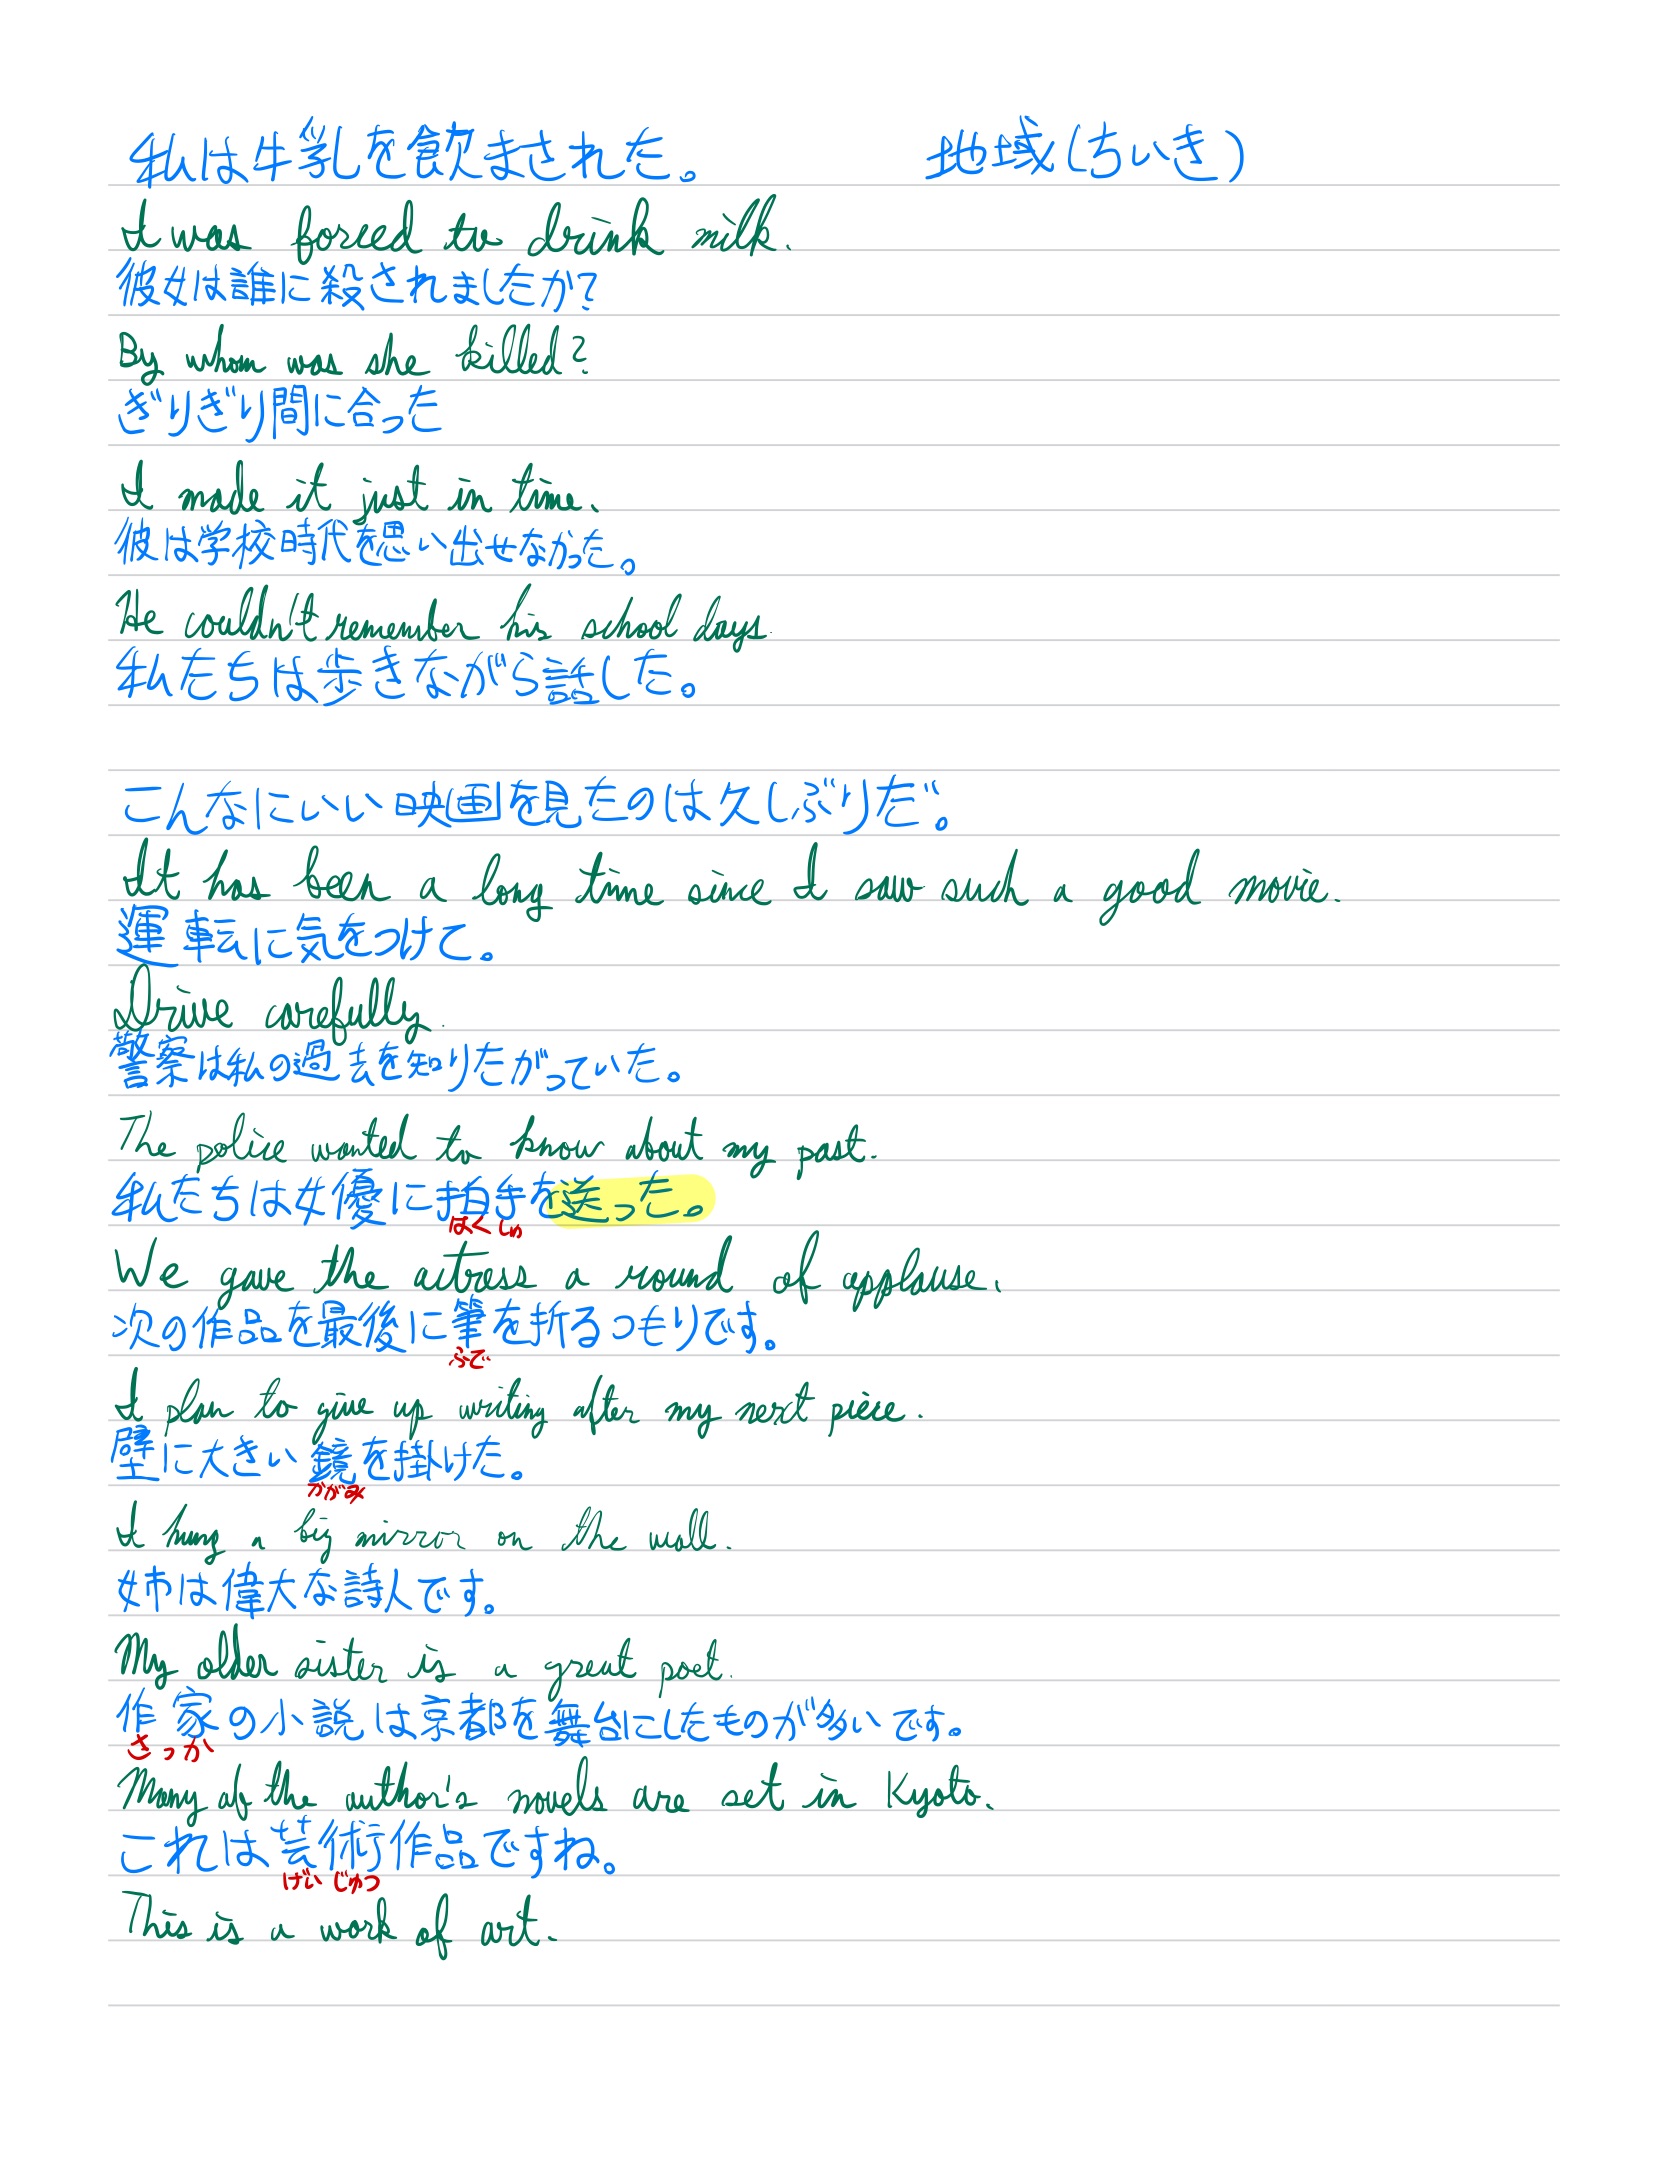 私は牛乳を飲まされた。 地域(ちいき)
I was forced to drink milk.
彼女は誰に殺されましたか?
By whom was she killed?
ぎりぎり間に合った
I made it just in time.
彼は学校時代を思い出せなかった。
He couldn't remember his school days.
私たちは歩きながら話した。
こんなにいい映画を見たのは久しぶりだ。
It has been a long time since I saw such a good movie.
運転に気をつけて。
Drive carefully.
警察は私の過去を知りたがっていた。
The police wanted to know about my past.
私たちは女優に拍手を送った。
はくしゅ
We gave the actress a round of applause.
次の作品を最後に筆を折るつもりです。
ふで
I plan to give up writing after my next piece.
壁に大きい鏡を掛けた。
かがみ
I hung a big mirror on the wall.
姉は偉大な詩人です。
My older sister is a great poet.
作家の小説は京都を舞台にしたものが多いです。
さっか
Many of the author's novels are set in Kyoto.
これは芸術作品ですね。
げいじゅつ
This is a work of art.